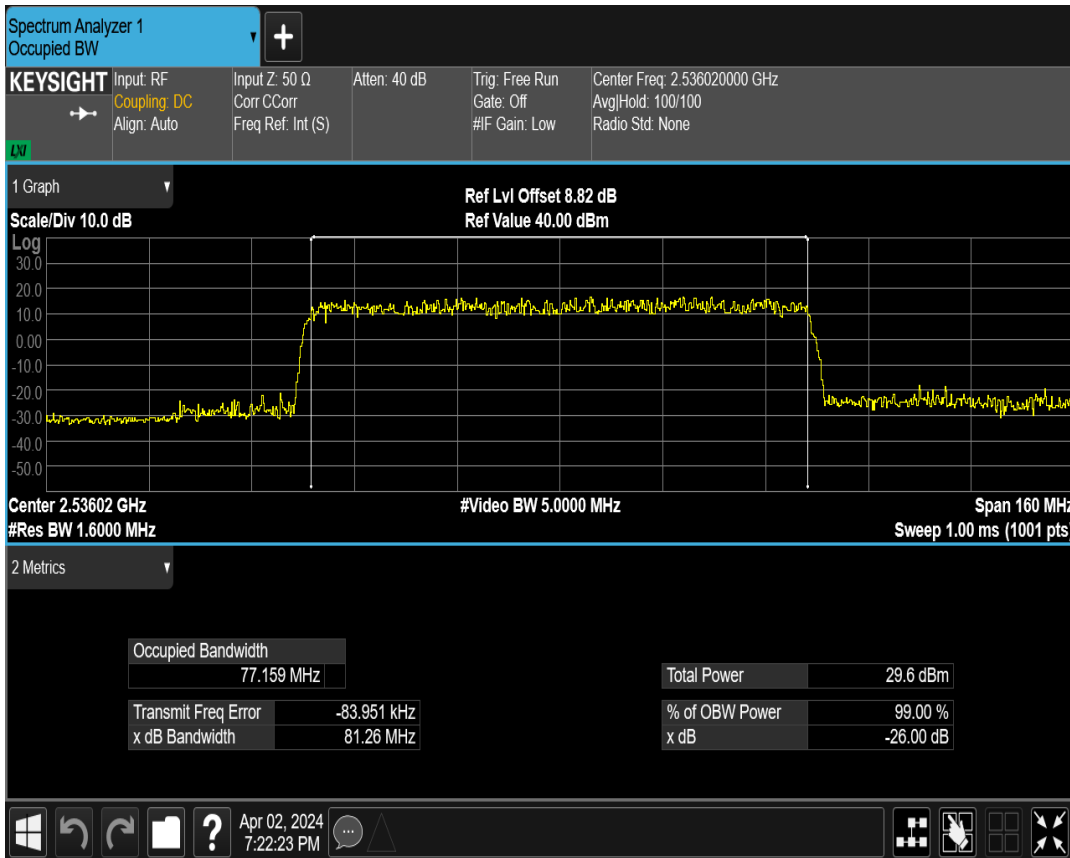 Spectrum Analyzer 1
Occupied BW
+
KEYSIGHT
LXI
Input: RF
Coupling: DC
Align: Auto
Input Z: 50 Ω
Corr CCorr
Freq Ref: Int (S)
Atten: 40 dB
Trig: Free Run
Gate: Off
#IF Gain: Low
Center Freq: 2.536020000 GHz
Avg|Hold: 100/100
Radio Std: None
1 Graph
Scale/Div 10.0 dB
Ref Lvl Offset 8.82 dB
Ref Value 40.00 dBm
Log
30.0
20.0
10.0
0.00
-10.0
-20.0
-30.0
-40.0
-50.0
Center 2.53602 GHz
#Video BW 5.0000 MHz
Span 160 MHz
#Res BW 1.6000 MHz
Sweep 1.00 ms (1001 pts)
2 Metrics
Occupied Bandwidth
77.159 MHz
Total Power 29.6 dBm
Transmit Freq Error -83.951 kHz
% of OBW Power 99.00 %
x dB Bandwidth 81.26 MHz
x dB -26.00 dB
?
Apr 02, 2024
7:22:23 PM